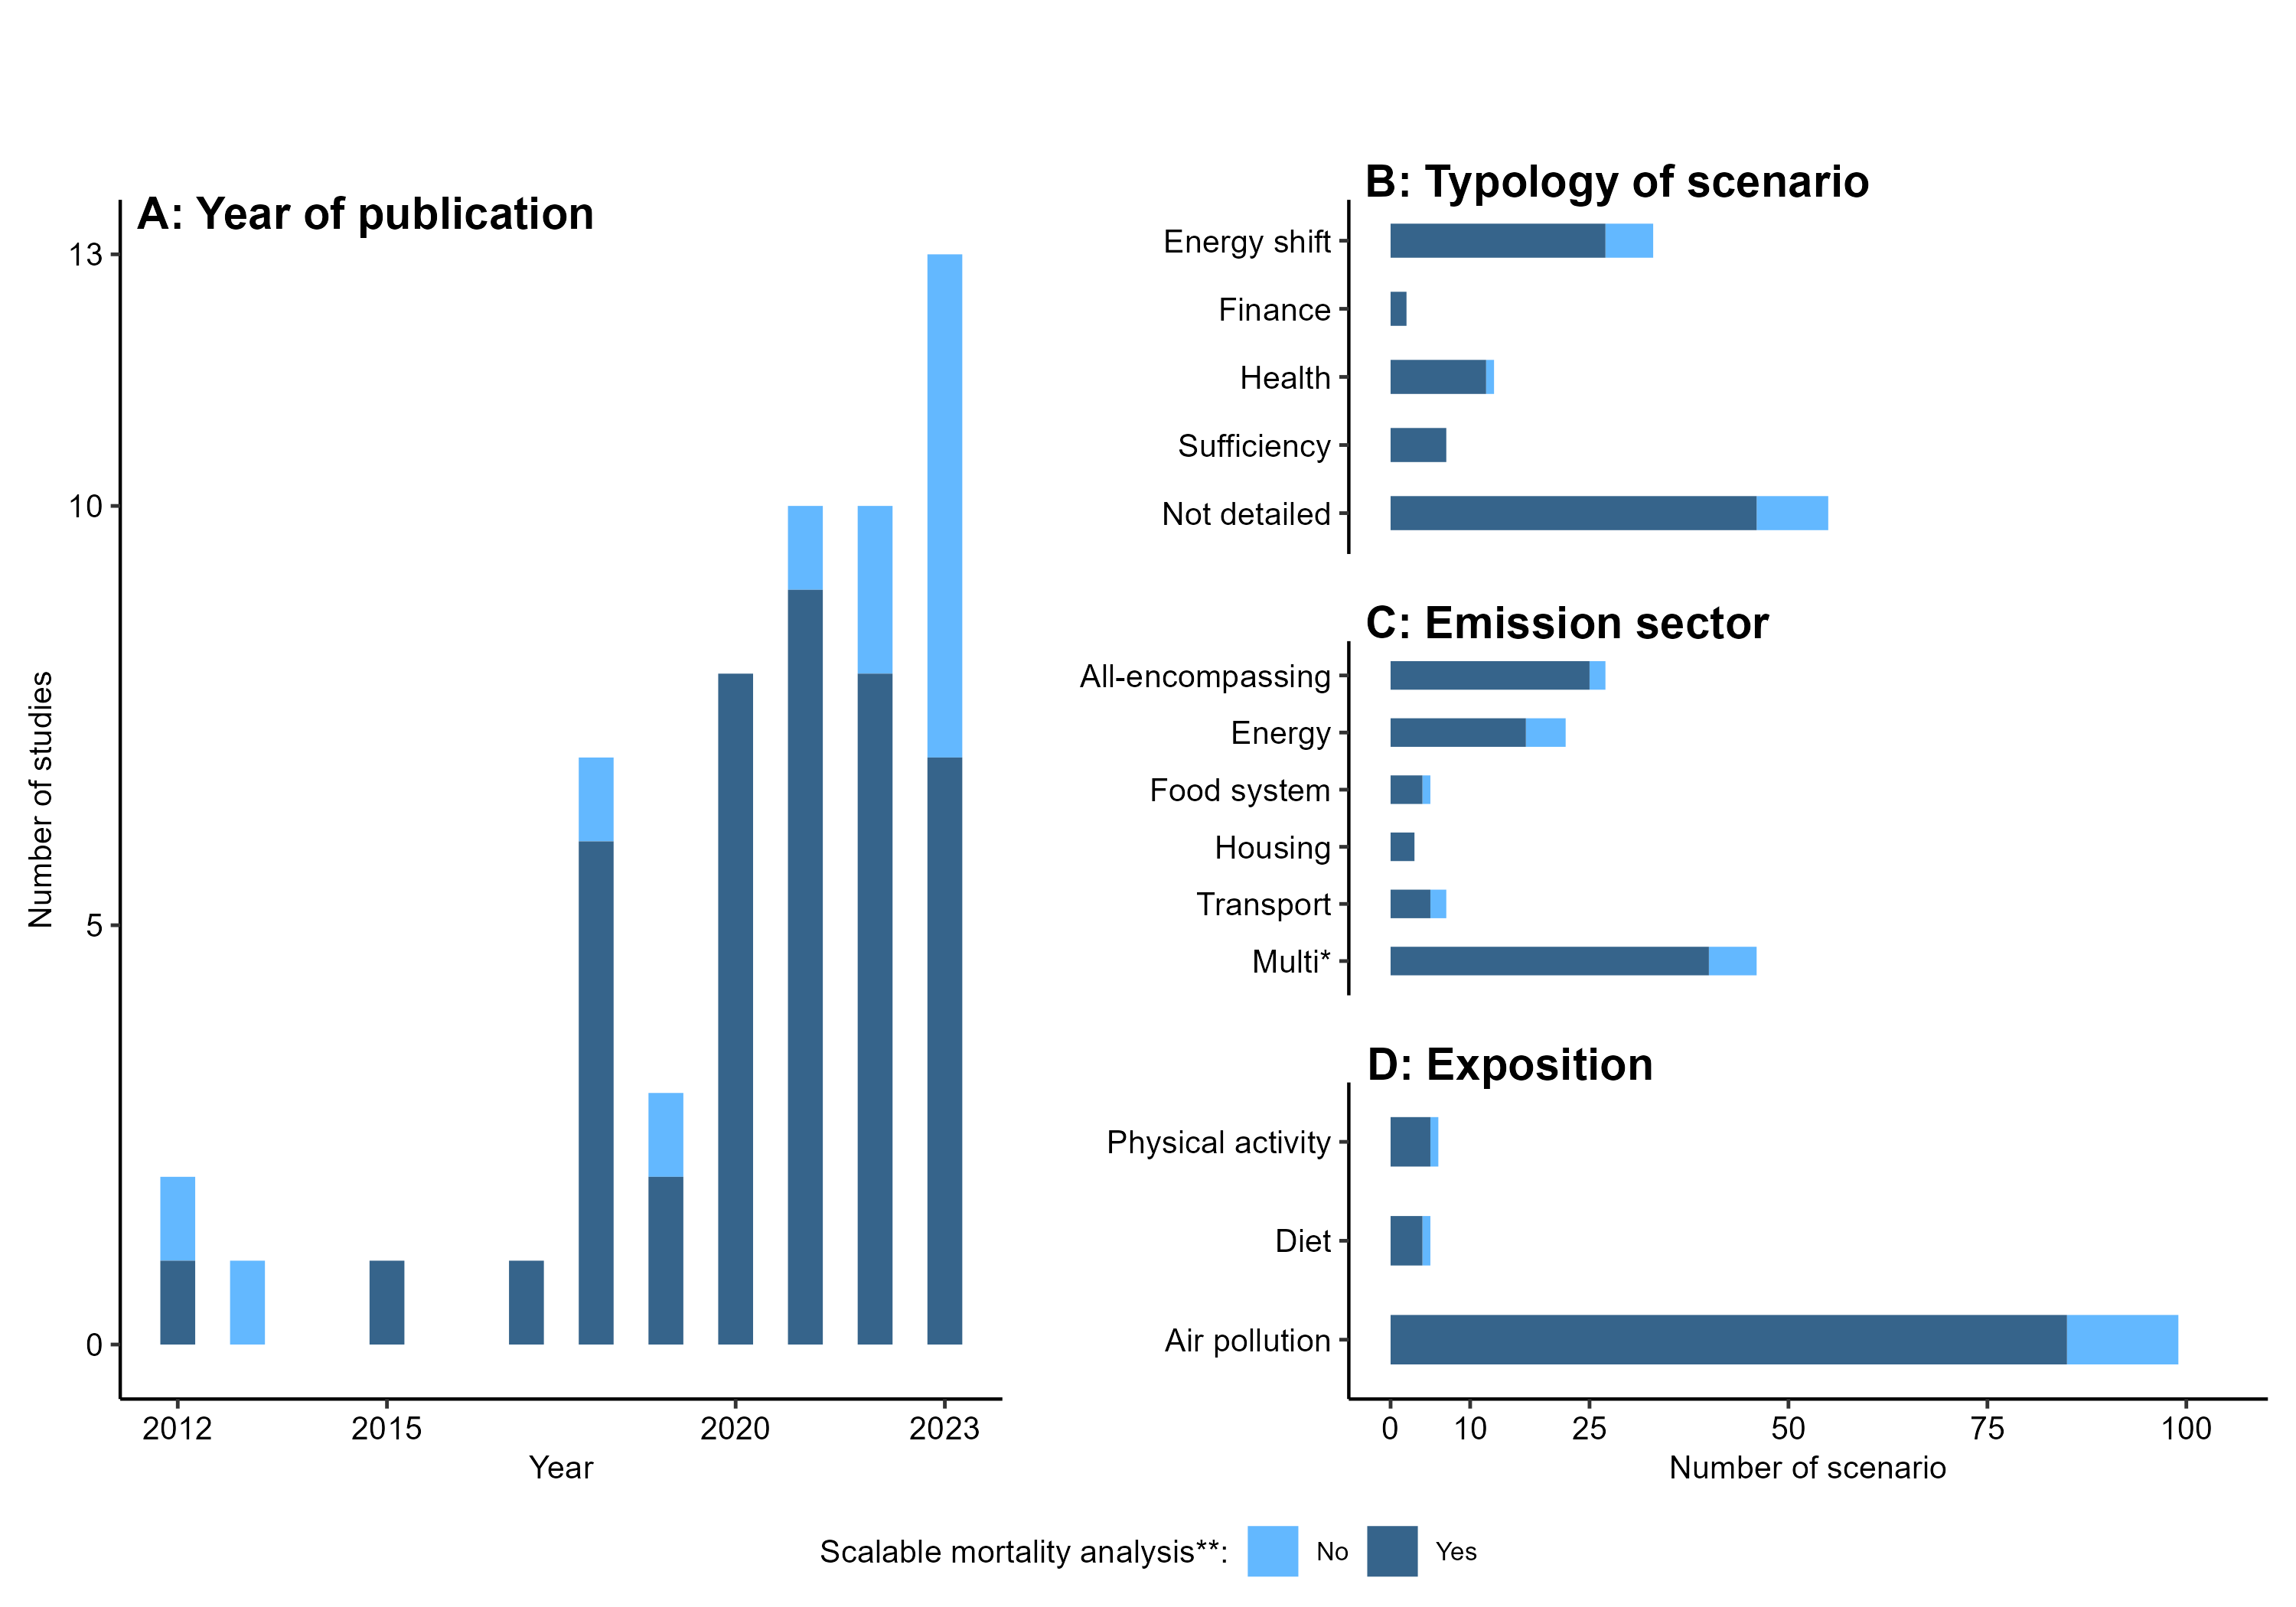 A: Year of publication
13
10
5
0
Number of studies
2012 2015 2020 2023
Year
B: Typology of scenario
Energy shift
Finance
Health
Sufficiency
Not detailed
C: Emission sector
All-encompassing
Energy
Food system
Housing
Transport
Multi*
D: Exposition
Physical activity
Diet
Air pollution
0 10 25 50 75 100
Number of scenario
Scalable mortality analysis**: No Yes